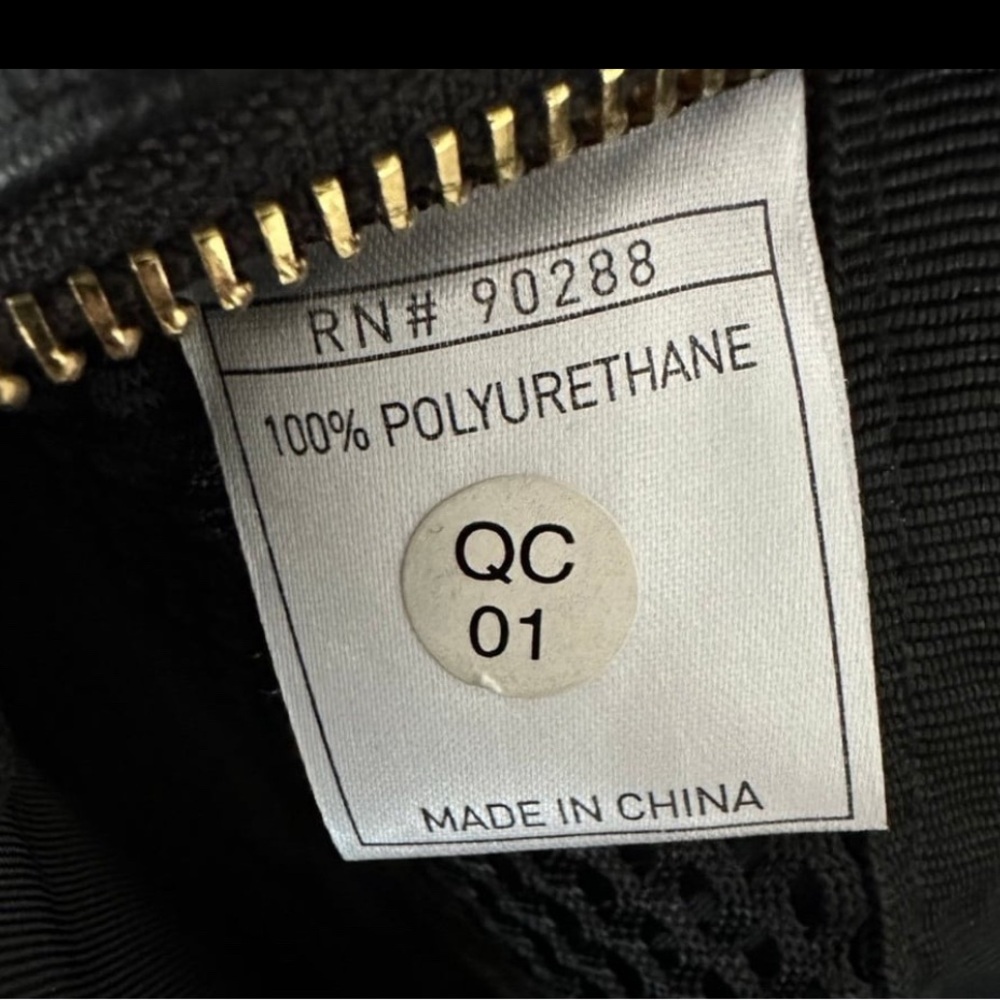 RN# 90288
100% POLYURETHANE
QC
01
MADE IN CHINA